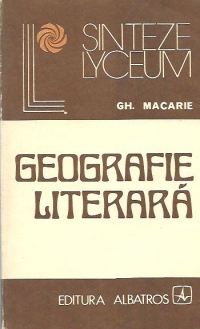 SINTEZE
LYCEUM
GH. MACARIE
GEOGRAFIE
LITERARĂ
EDITURA ALBATROS